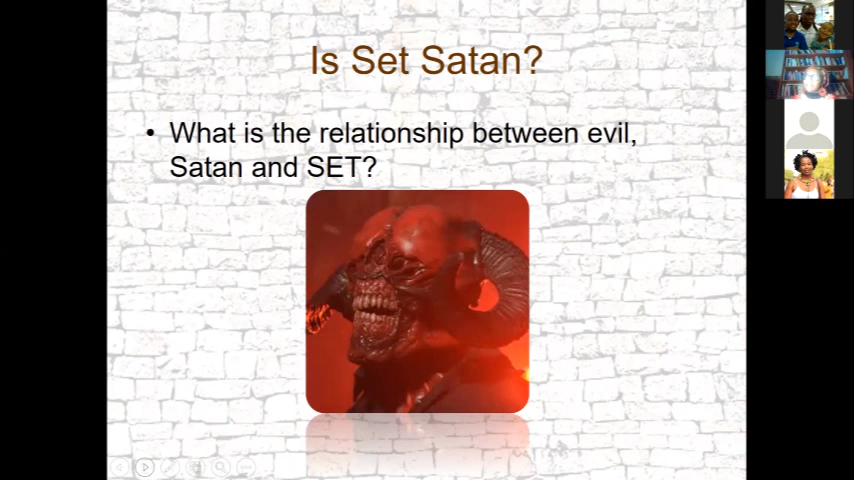 Is Set Satan?
• What is the relationship between evil,
Satan and SET?